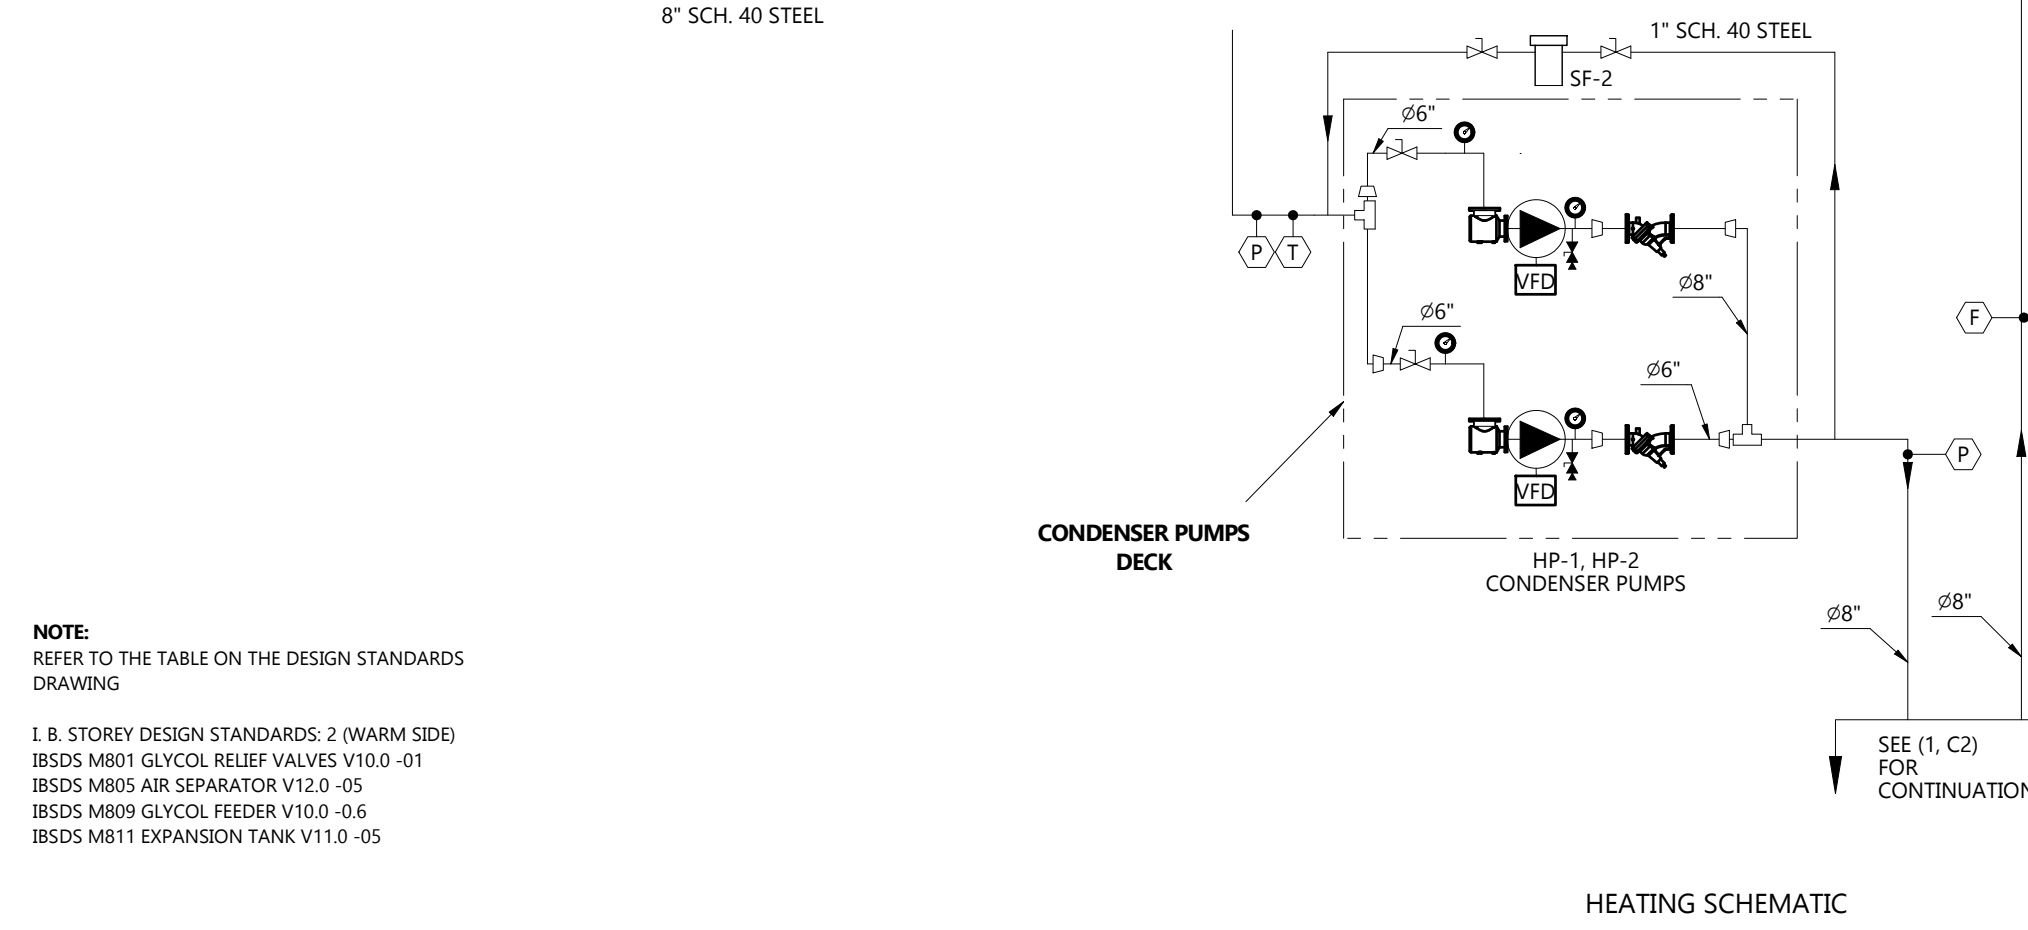 8" SCH. 40 STEEL
1" SCH. 40 STEEL
SF-2
Ø6"
P
T
VFD
Ø8"
Ø6"
F
Ø6"
P
VFD
CONDENSER PUMPS
DECK
HP-1, HP-2
CONDENSER PUMPS
Ø8"
Ø8"
NOTE:
REFER TO THE TABLE ON THE DESIGN STANDARDS
DRAWING
I. B. STOREY DESIGN STANDARDS: 2 (WARM SIDE)
IBSDS M801 GLYCOL RELIEF VALVES V10.0 -01
IBSDS M805 AIR SEPARATOR V12.0 -05
IBSDS M809 GLYCOL FEEDER V10.0 -0.6
IBSDS M811 EXPANSION TANK V11.0 -05
SEE (1, C2)
FOR
CONTINUATION
HEATING SCHEMATIC